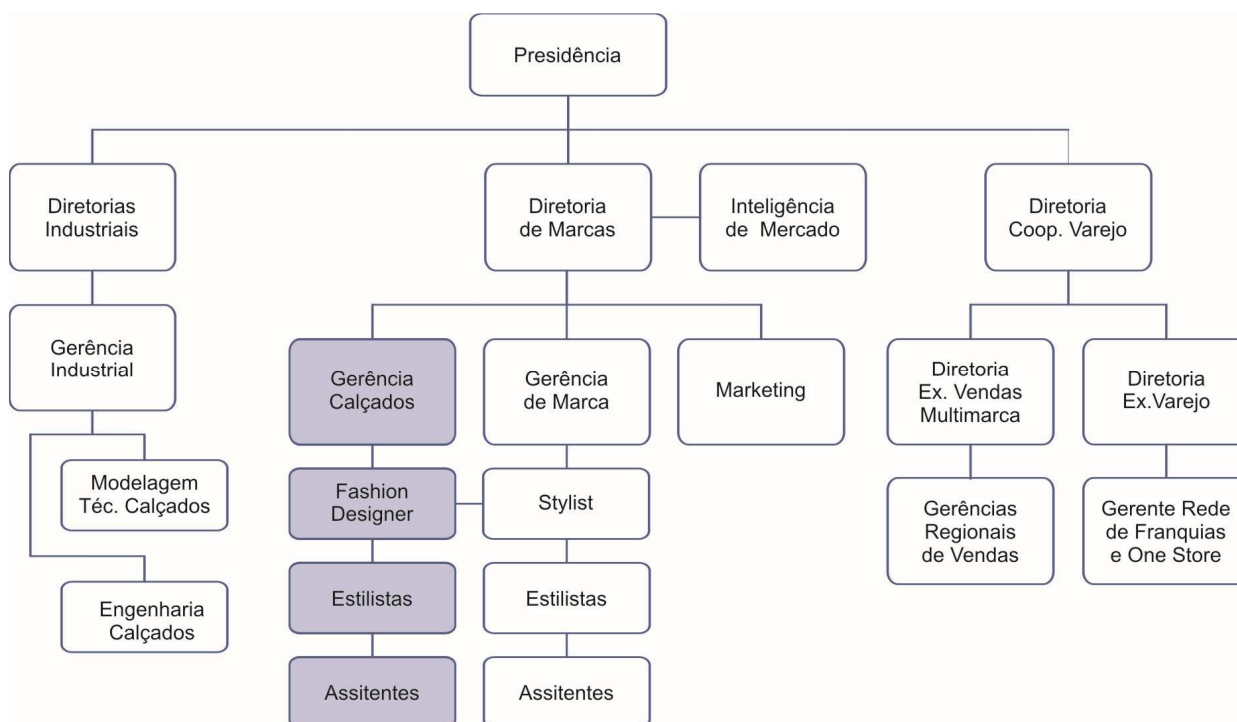 Presidência
Diretorias
Industriais
Diretoria
de Marcas
Inteligência
de Mercado
Diretoria
Coop. Varejo
Gerência
Industrial
Gerência
Calçados
Gerência
de Marca
Marketing
Diretoria
Ex. Vendas
Multimarca
Diretoria
Ex.Varejo
Modelagem
Téc. Calçados
Fashion
Designer
Stylist
Gerências
Regionais
de Vendas
Gerente Rede
de Franquias
e One Store
Engenharia
Calçados
Estilistas
Estilistas
Assitentes
Assitentes